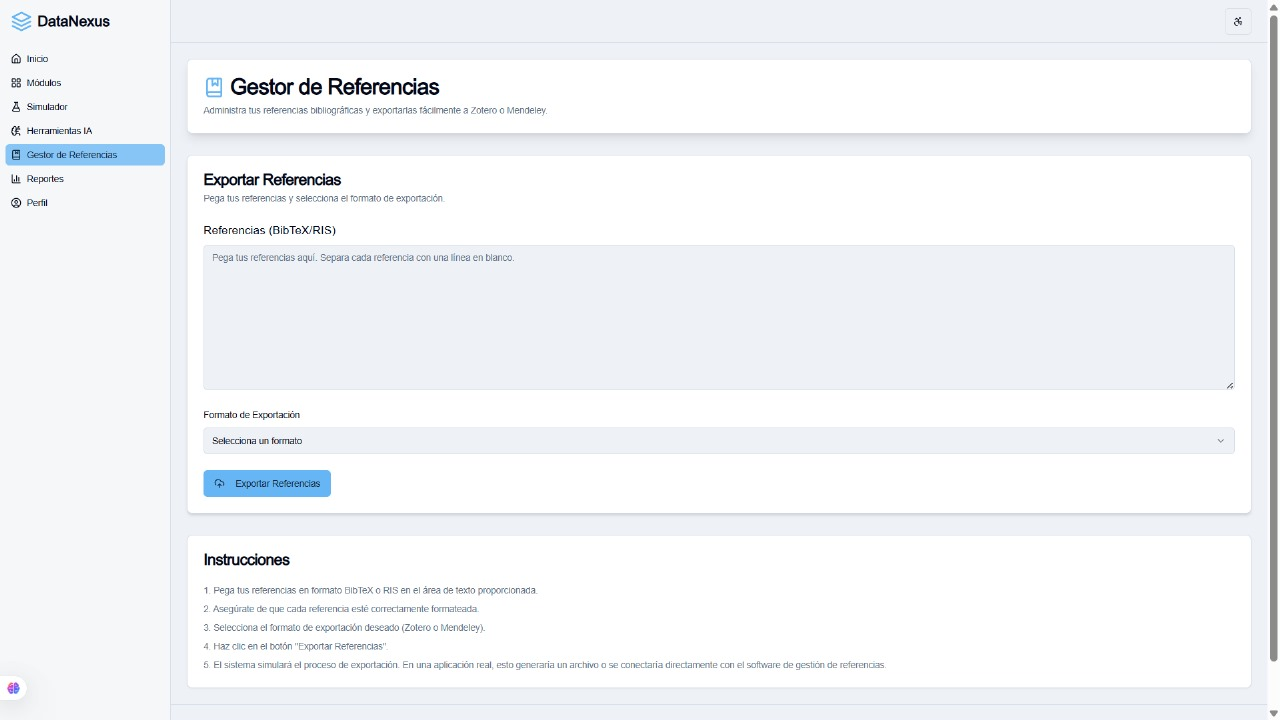 DataNexus
Inicio
Módulos
Simulador
Herramientas IA
Gestor de Referencias
Reportes
Perfil
Gestor de Referencias
Administra tus referencias bibliográficas y exportarlas fácilmente a Zotero o Mendeley.
Exportar Referencias
Pega tus referencias y selecciona el formato de exportación.
Referencias (BibTeX/RIS)
Pega tus referencias aquí. Separa cada referencia con una línea en blanco.
Formato de Exportación
Selecciona un formato
Exportar Referencias
Instrucciones
1. Pega tus referencias en formato BibTeX o RIS en el área de texto proporcionada.
2. Asegúrate de que cada referencia esté correctamente formateada.
3. Selecciona el formato de exportación deseado (Zotero o Mendeley).
4. Haz clic en el botón "Exportar Referencias".
5. El sistema simulará el proceso de exportación. En una aplicación real, esto generaría un archivo o se conectaría directamente con el software de gestión de referencias.